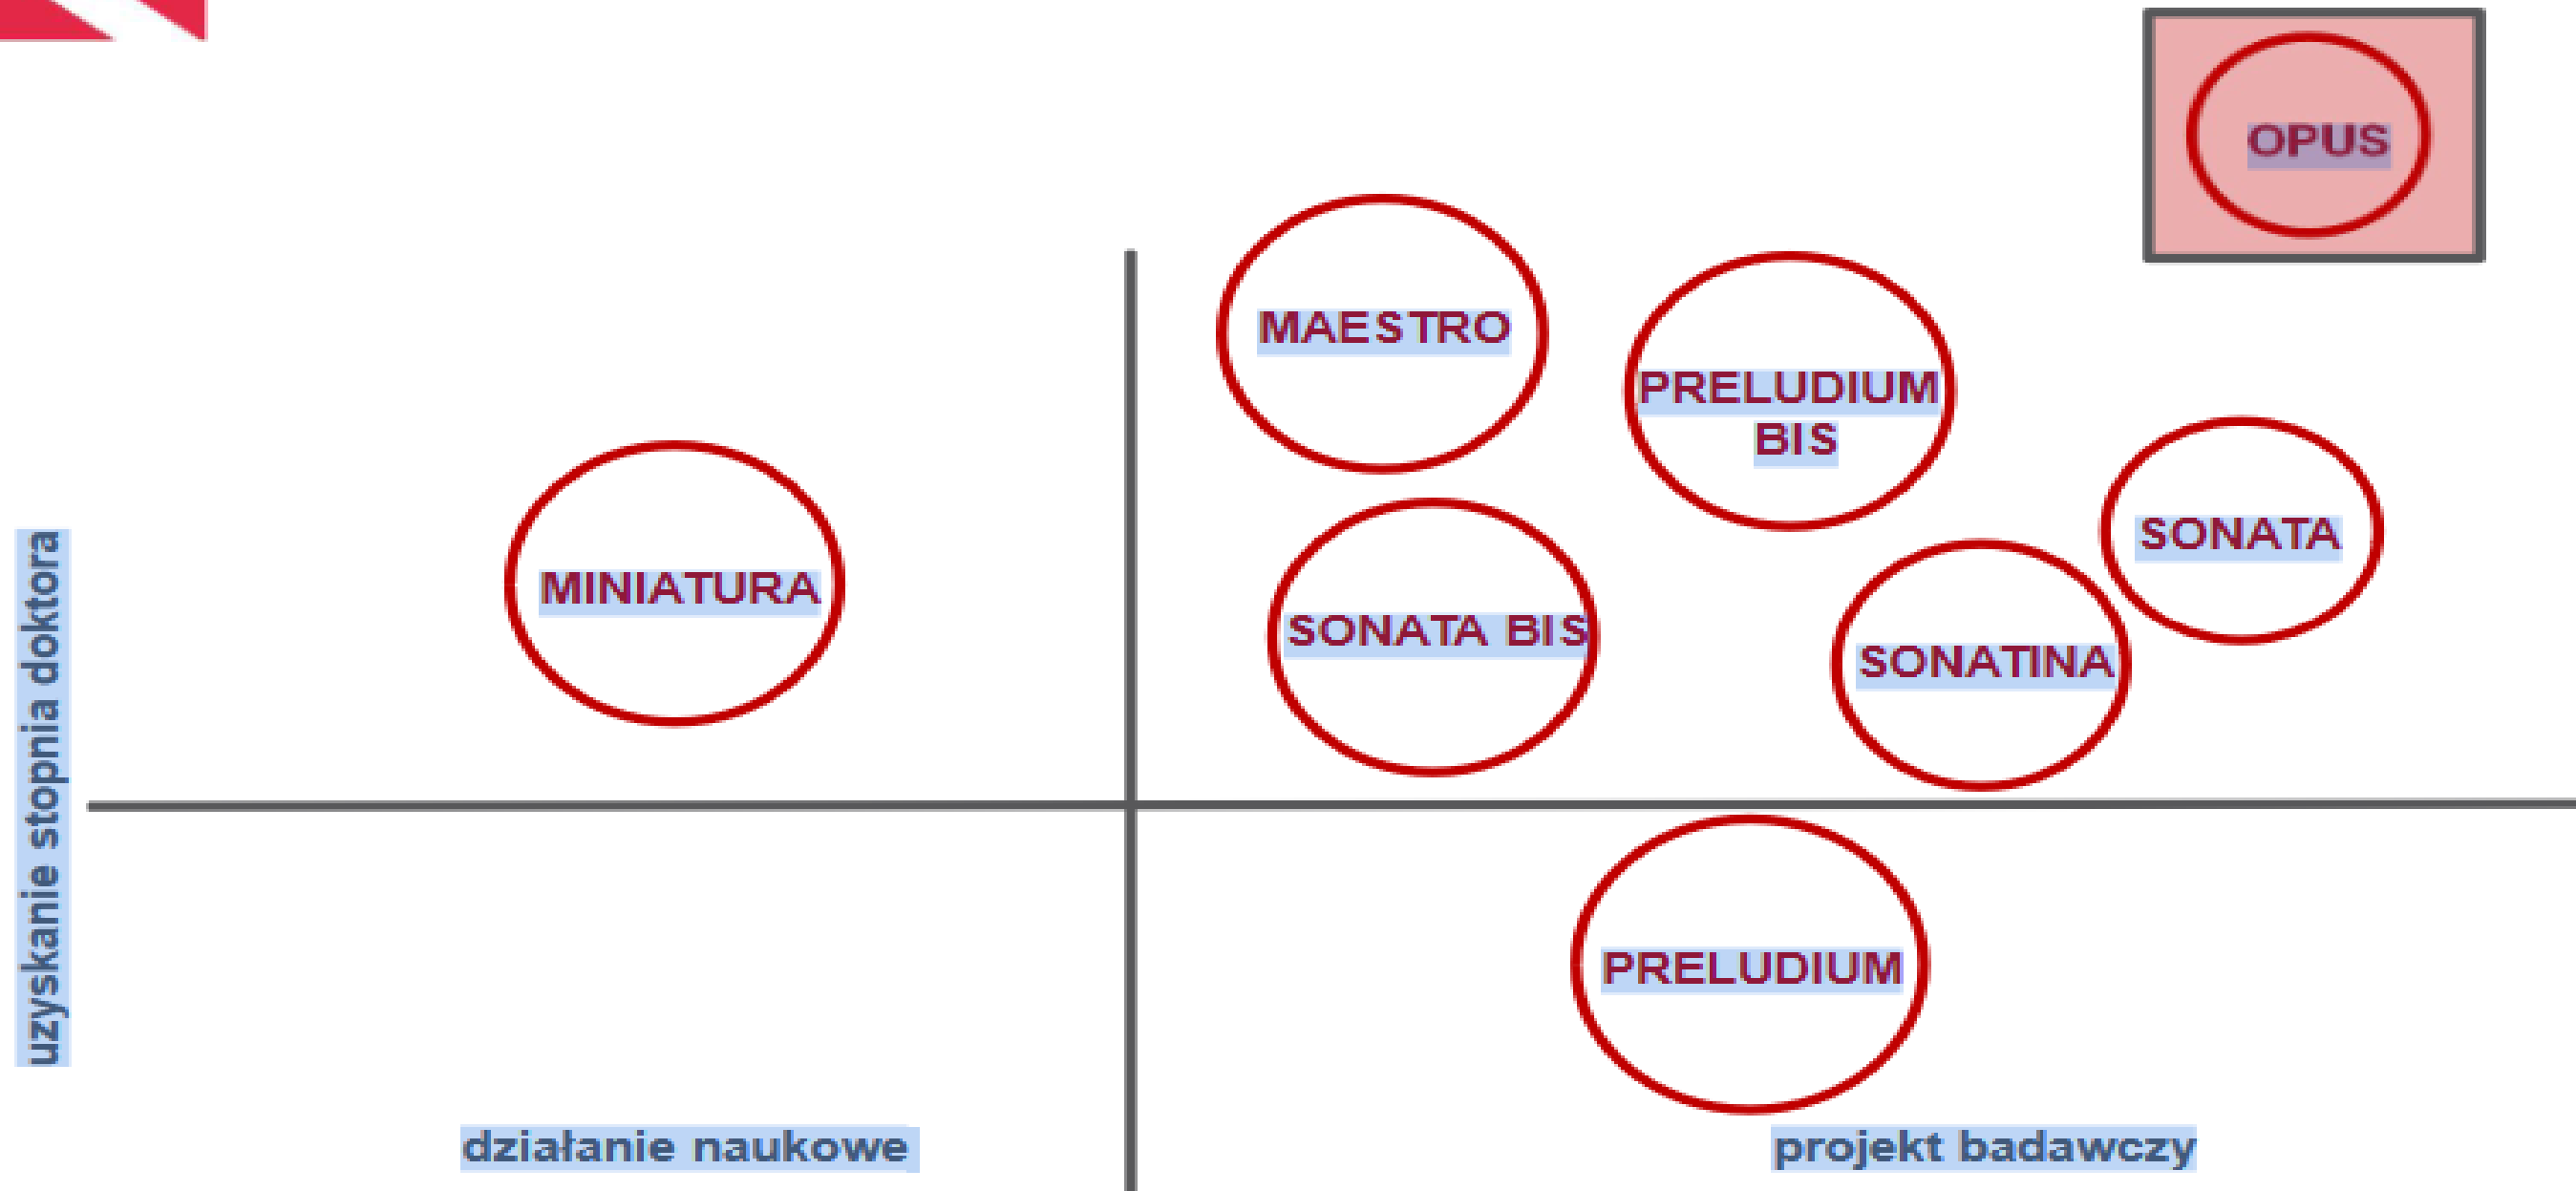 OPUS
MAESTRO
PRELUDIUM
BIS
SONATA
MINIATURA
SONATA BIS
SONATINA
uzyskanie stopnia doktora
PRELUDIUM
działanie naukowe
projekt badawczy